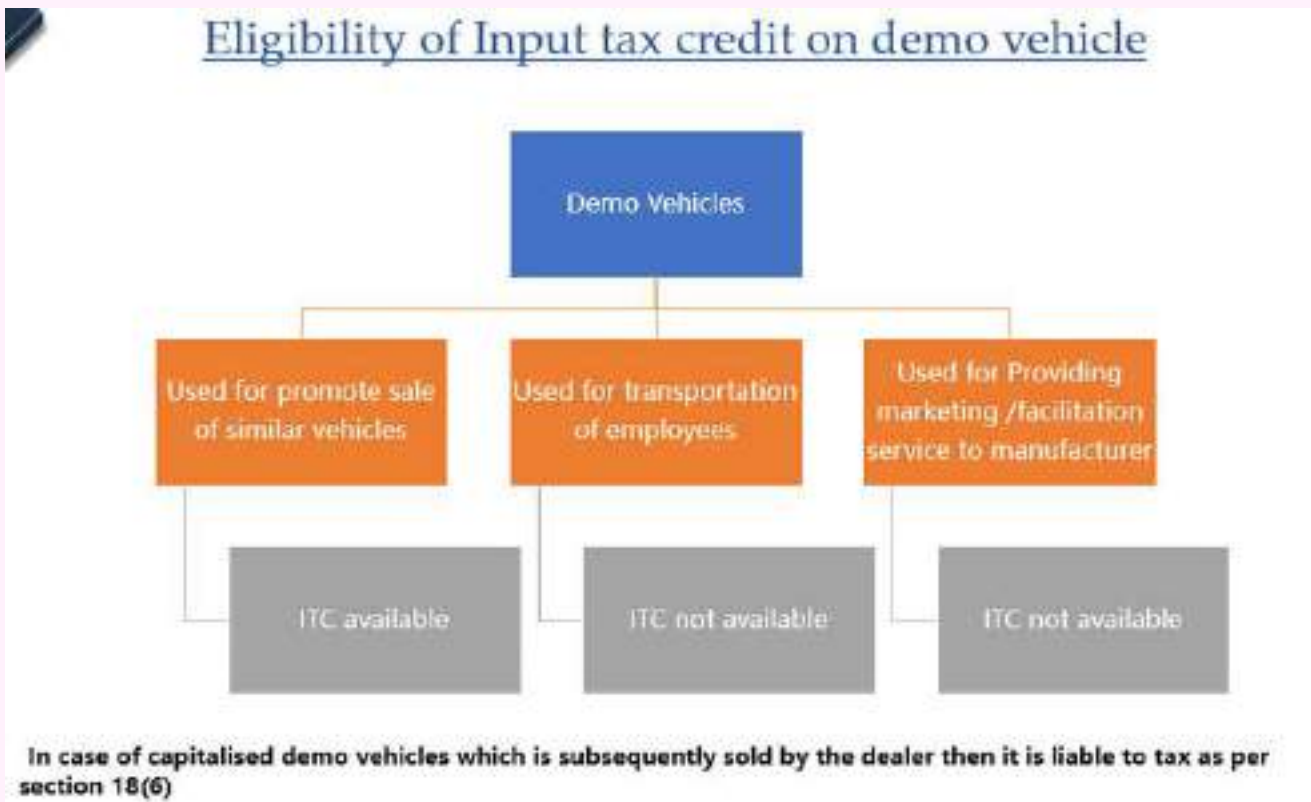 Eligibility of Input tax credit on demo vehicle
Demo Vehicles
Used for promote sale
of similar vehicles
Used for transportation
of employees
Used for Providing
marketing /facilitation
service to manufacturer
ITC available
ITC not available
ITC not available
In case of capitalised demo vehicles which is subsequently sold by the dealer then it is liable to tax as per
section 18(6)